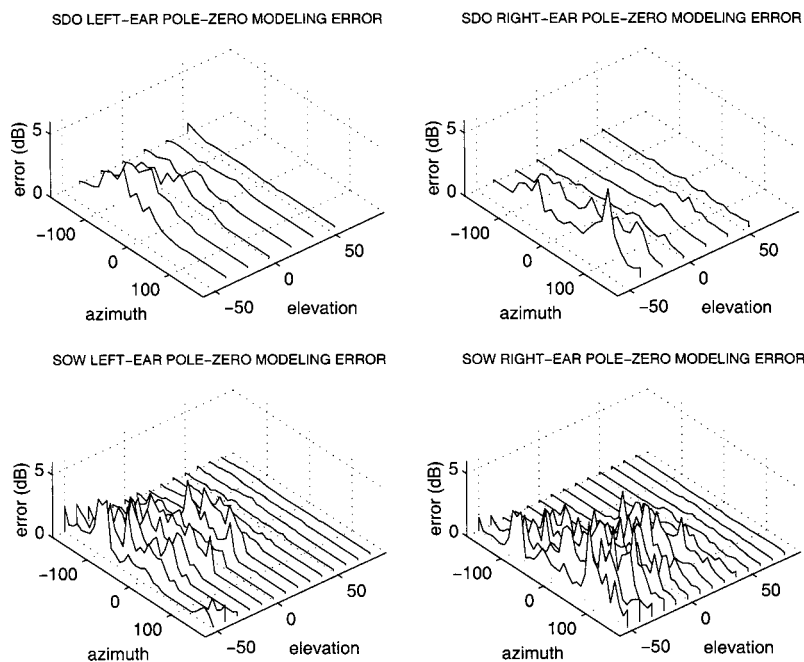 SDO LEFT-EAR POLE-ZERO MODELING ERROR
5
0
error (dB)
-100
0
100
azimuth
-50
0
50
elevation
SDO RIGHT-EAR POLE-ZERO MODELING ERROR
5
0
error (dB)
-100
0
100
azimuth
-50
0
50
elevation
SOW LEFT-EAR POLE-ZERO MODELING ERROR
5
0
error (dB)
-100
0
100
azimuth
-50
0
50
elevation
SOW RIGHT-EAR POLE-ZERO MODELING ERROR
5
0
error (dB)
-100
0
100
azimuth
-50
0
50
elevation